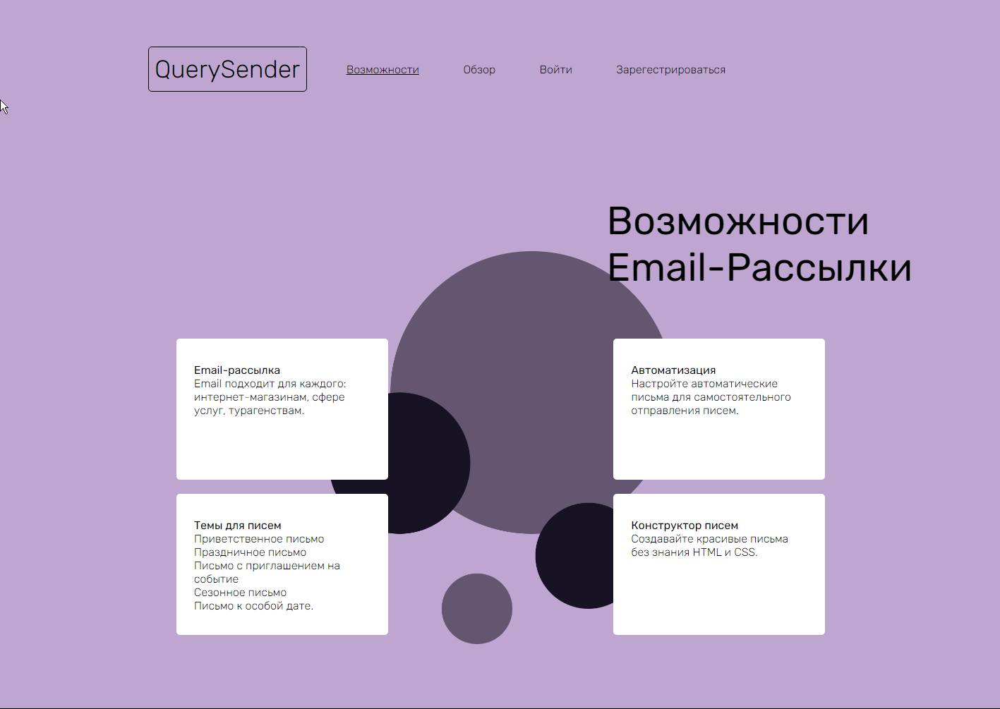 QuerySender
Возможности
Обзор
Войти
Зарегестрироваться
Возможности
Email-Рассылки
Email-рассылка
Email подходит для каждого:
интернет-магазинам, сфере
услуг, турагенствам.
Автоматизация
Настройте автоматические
письма для самостоятельного
отправления писем.
Темы для писем
Приветственное письмо
Праздничное письмо
Письмо с приглашением на
событие
Сезонное письмо
Письмо к особой дате.
Конструктор писем
Создавайте красивые письма
без знания HTML и CSS.